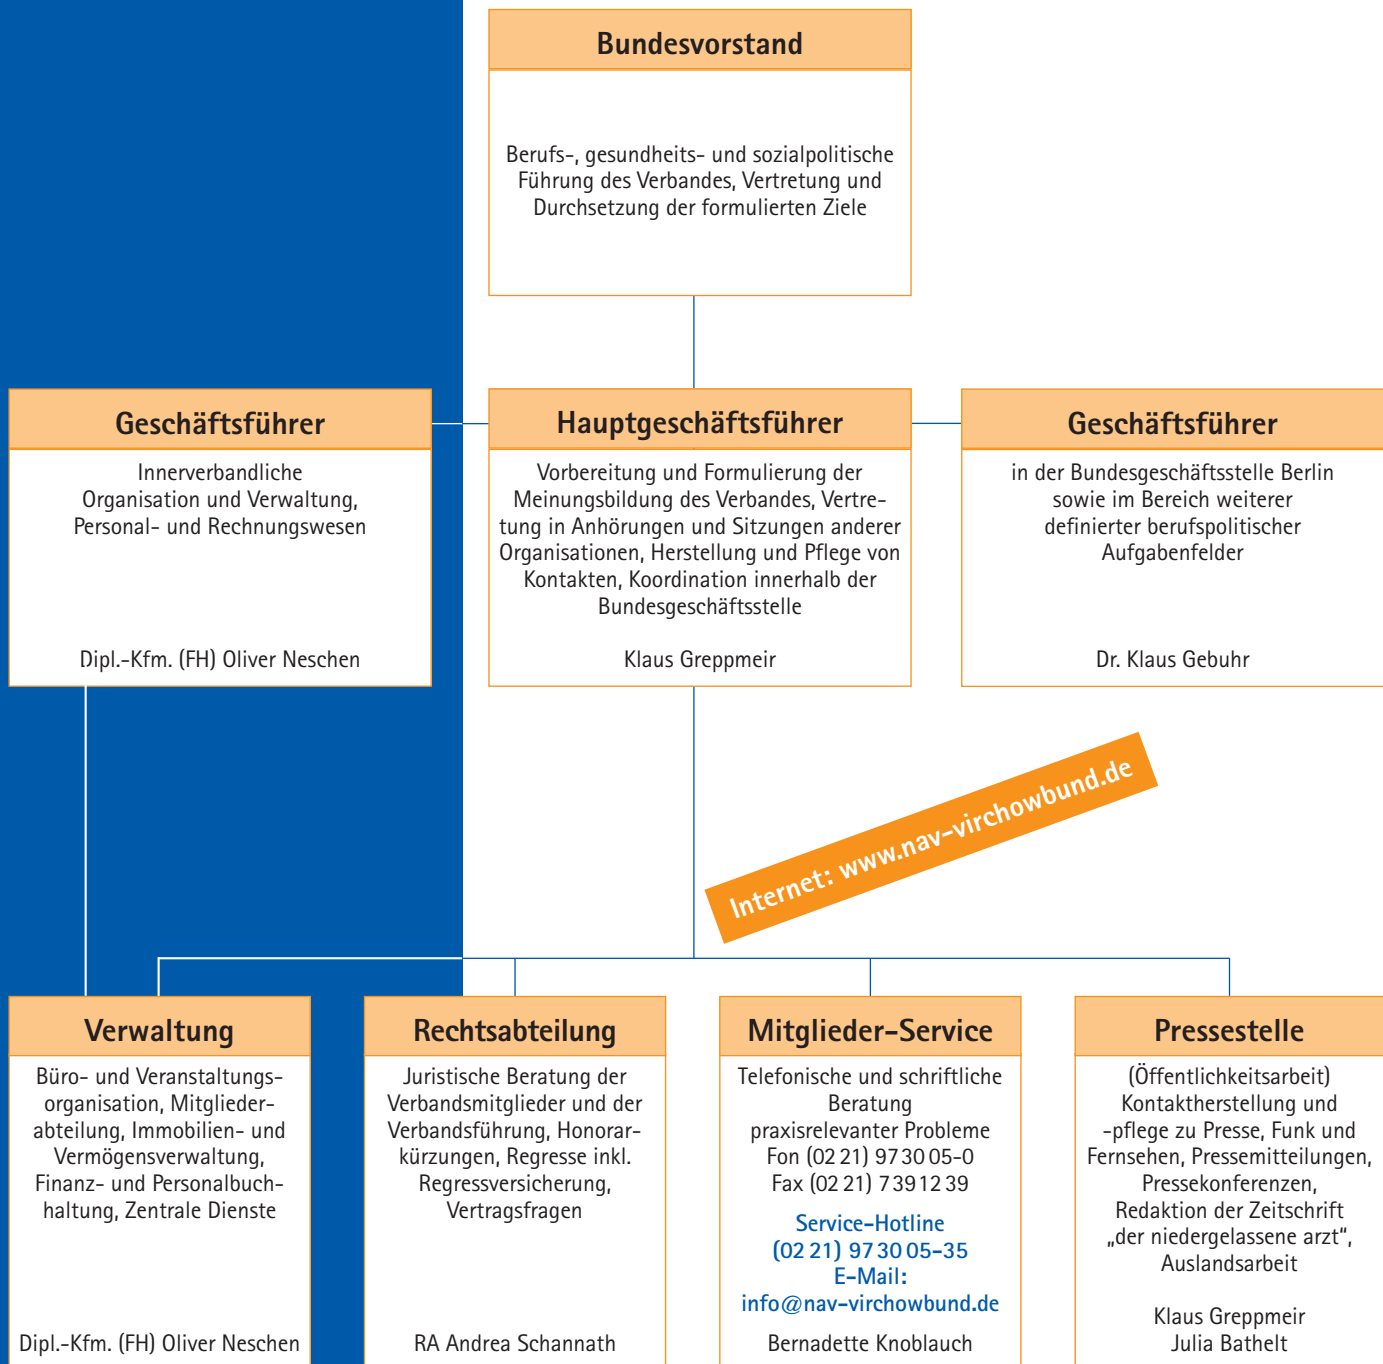 Bundesvorstand
Berufs-, gesundheits- und sozialpolitische
Führung des Verbandes, Vertretung und
Durchsetzung der formulierten Ziele
Geschäftsführer
Innerverbandliche
Organisation und Verwaltung,
Personal- und Rechnungswesen
Dipl.-Kfm. (FH) Oliver Neschen
Hauptgeschäftsführer
Vorbereitung und Formulierung der
Meinungsbildung des Verbandes, Vertre-
tung in Anhörungen und Sitzungen anderer
Organisationen, Herstellung und Pflege von
Kontakten, Koordination innerhalb der
Bundesgeschäftsstelle
Klaus Greppmeir
Geschäftsführer
in der Bundesgeschäftsstelle Berlin
sowie im Bereich weiterer
definierter berufspolitischer
Aufgabenfelder
Dr. Klaus Gebuhr
Internet: www.nav-virchowbund.de
Verwaltung
Büro- und Veranstaltungs-
organisation, Mitglieder-
abteilung, Immobilien- und
Vermögensverwaltung,
Finanz- und Personalbuch-
haltung, Zentrale Dienste
Dipl.-Kfm. (FH) Oliver Neschen
Rechtsabteilung
Juristische Beratung der
Verbandsmitglieder und der
Verbandsführung, Honorar-
kürzungen, Regresse inkl.
Regressversicherung,
Vertragsfragen
RA Andrea Schannath
Mitglieder-Service
Telefonische und schriftliche
Beratung
praxisrelevanter Probleme
Fon (02 21) 97 30 05-0
Fax (02 21) 7 39 12 39
Service-Hotline
(02 21) 97 30 05-35
E-Mail:
info@nav-virchowbund.de
Bernadette Knoblauch
Pressestelle
(Öffentlichkeitsarbeit)
Kontaktherstellung und
-pflege zu Presse, Funk und
Fernsehen, Pressemitteilungen,
Pressekonferenzen,
Redaktion der Zeitschrift
„der niedergelassene arzt“,
Auslandsarbeit
Klaus Greppmeir
Julia Bathelt